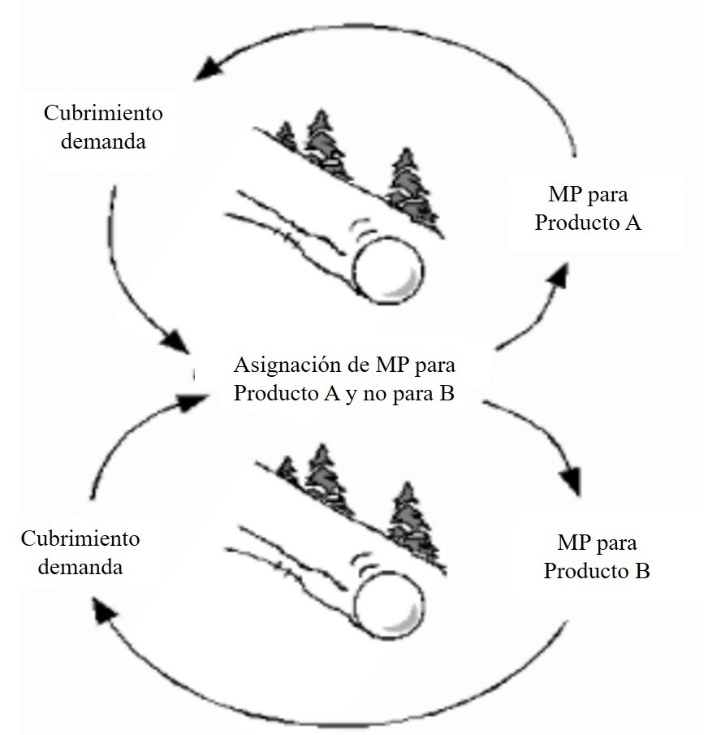 Cubrimiento
demanda
MP para
Producto A
Asignación de MP para
Producto A y no para B
Cubrimiento
demanda
MP para
Producto B